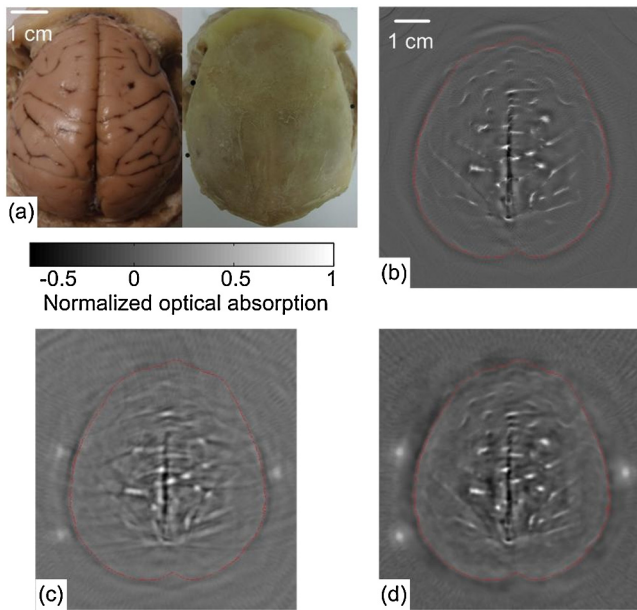 1 cm
(a)
1 cm
(b)
-0.5 0 0.5 1
Normalized optical absorption
(c)
(d)